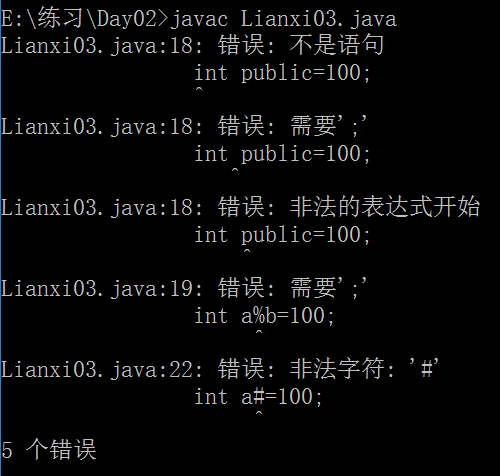 E:\练习\Day02>javac Lianxi03.java
Lianxi03.java:18: 错误: 不是语句
int public=100;
^
Lianxi03.java:18: 错误: 需要';'
int public=100;
^
Lianxi03.java:18: 错误: 非法的表达式开始
int public=100;
^
Lianxi03.java:19: 错误: 需要';'
int a%b=100;
^
Lianxi03.java:22: 错误: 非法字符: '#'
int a#=100;
^
5 个错误